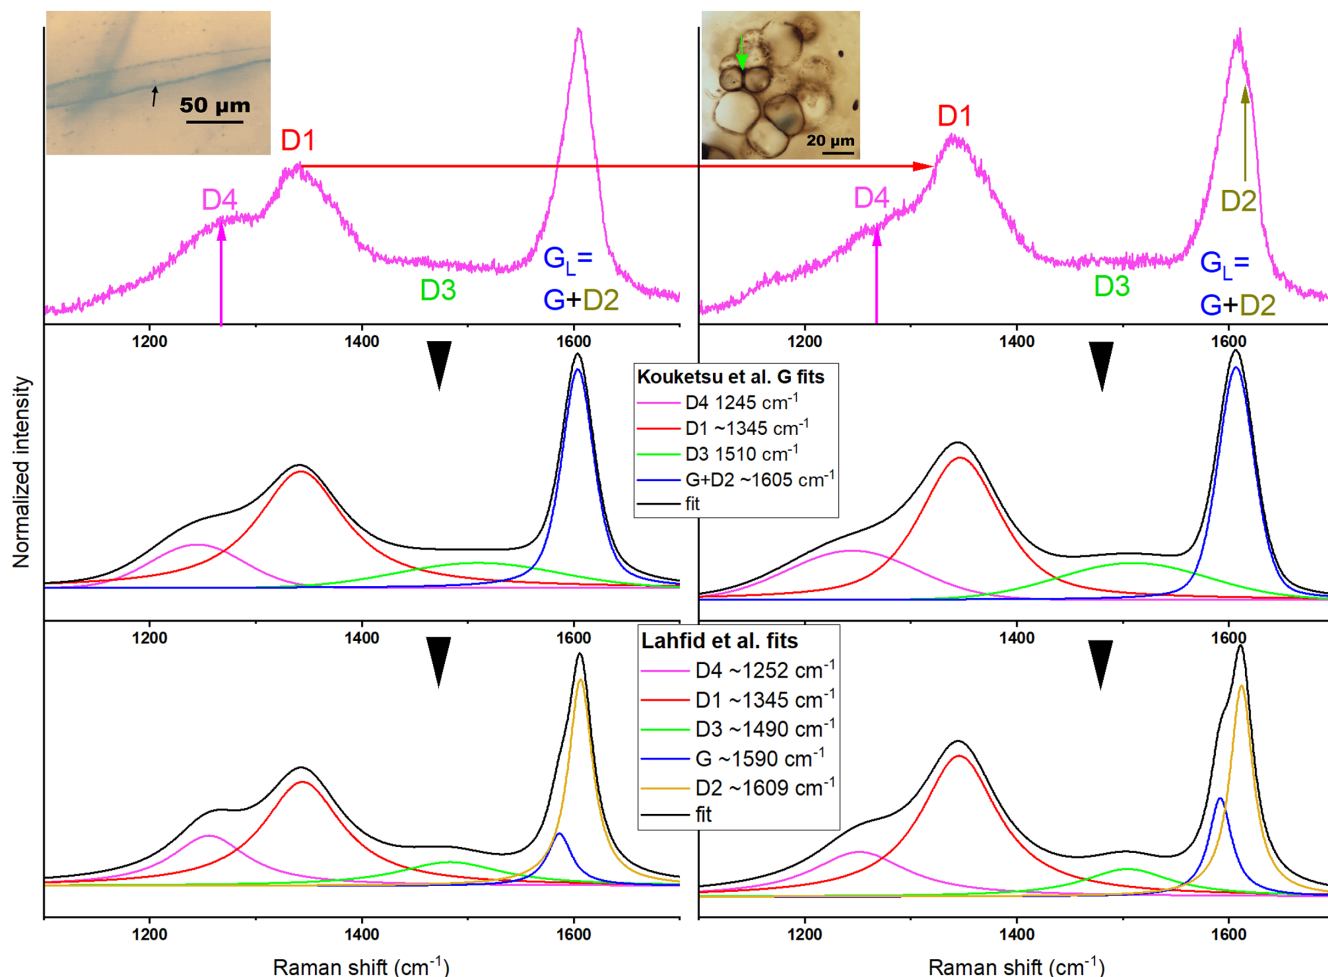 50 µm
D1
D4
D3
G_L=
G+D2
20 µm
D1
D4
D2
D3
G_L=
G+D2
1200 1400 1600
1200 1400 1600
Kouketsu et al. G fits
D4 1245 cm⁻¹
D1 ~1345 cm⁻¹
D3 1510 cm⁻¹
G+D2 ~1605 cm⁻¹
fit
Normalized intensity
1200 1400 1600
1200 1400 1600
Lahfid et al. fits
D4 ~1252 cm⁻¹
D1 ~1345 cm⁻¹
D3 ~1490 cm⁻¹
G ~1590 cm⁻¹
D2 ~1609 cm⁻¹
fit
1200 1400 1600
1200 1400 1600
Raman shift (cm⁻¹)
Raman shift (cm⁻¹)